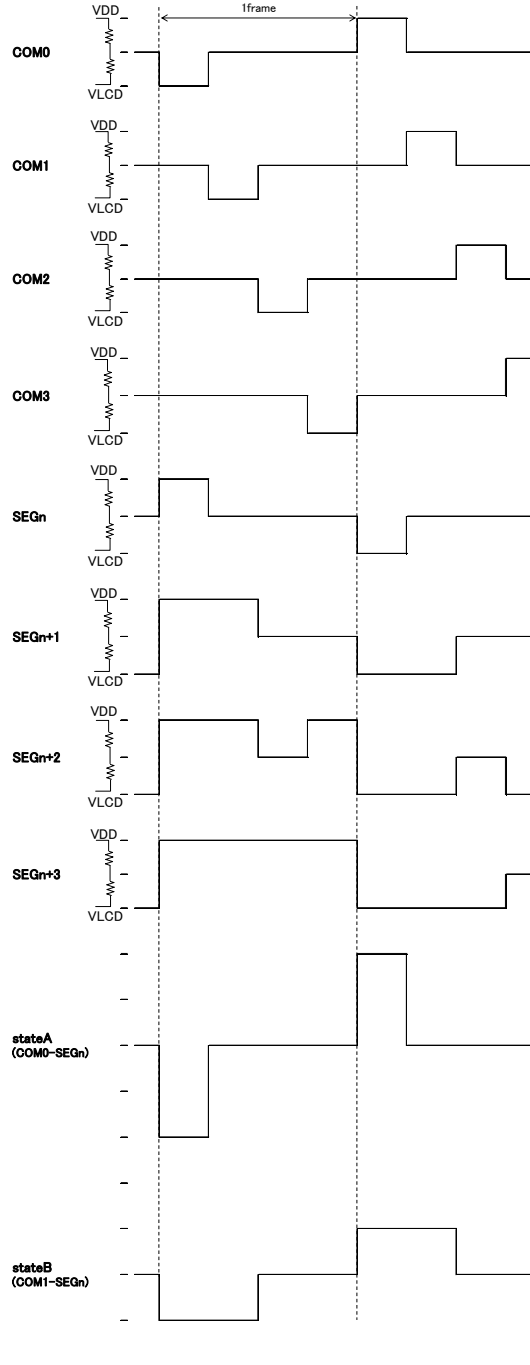 1frame
VDD
COM0
VLCD
VDD
COM1
VLCD
VDD
COM2
VLCD
VDD
COM3
VLCD
VDD
SEGn
VLCD
VDD
SEGn+1
VLCD
VDD
SEGn+2
VLCD
VDD
SEGn+3
VLCD
stateA
(COM0-SEGn)
stateB
(COM1-SEGn)